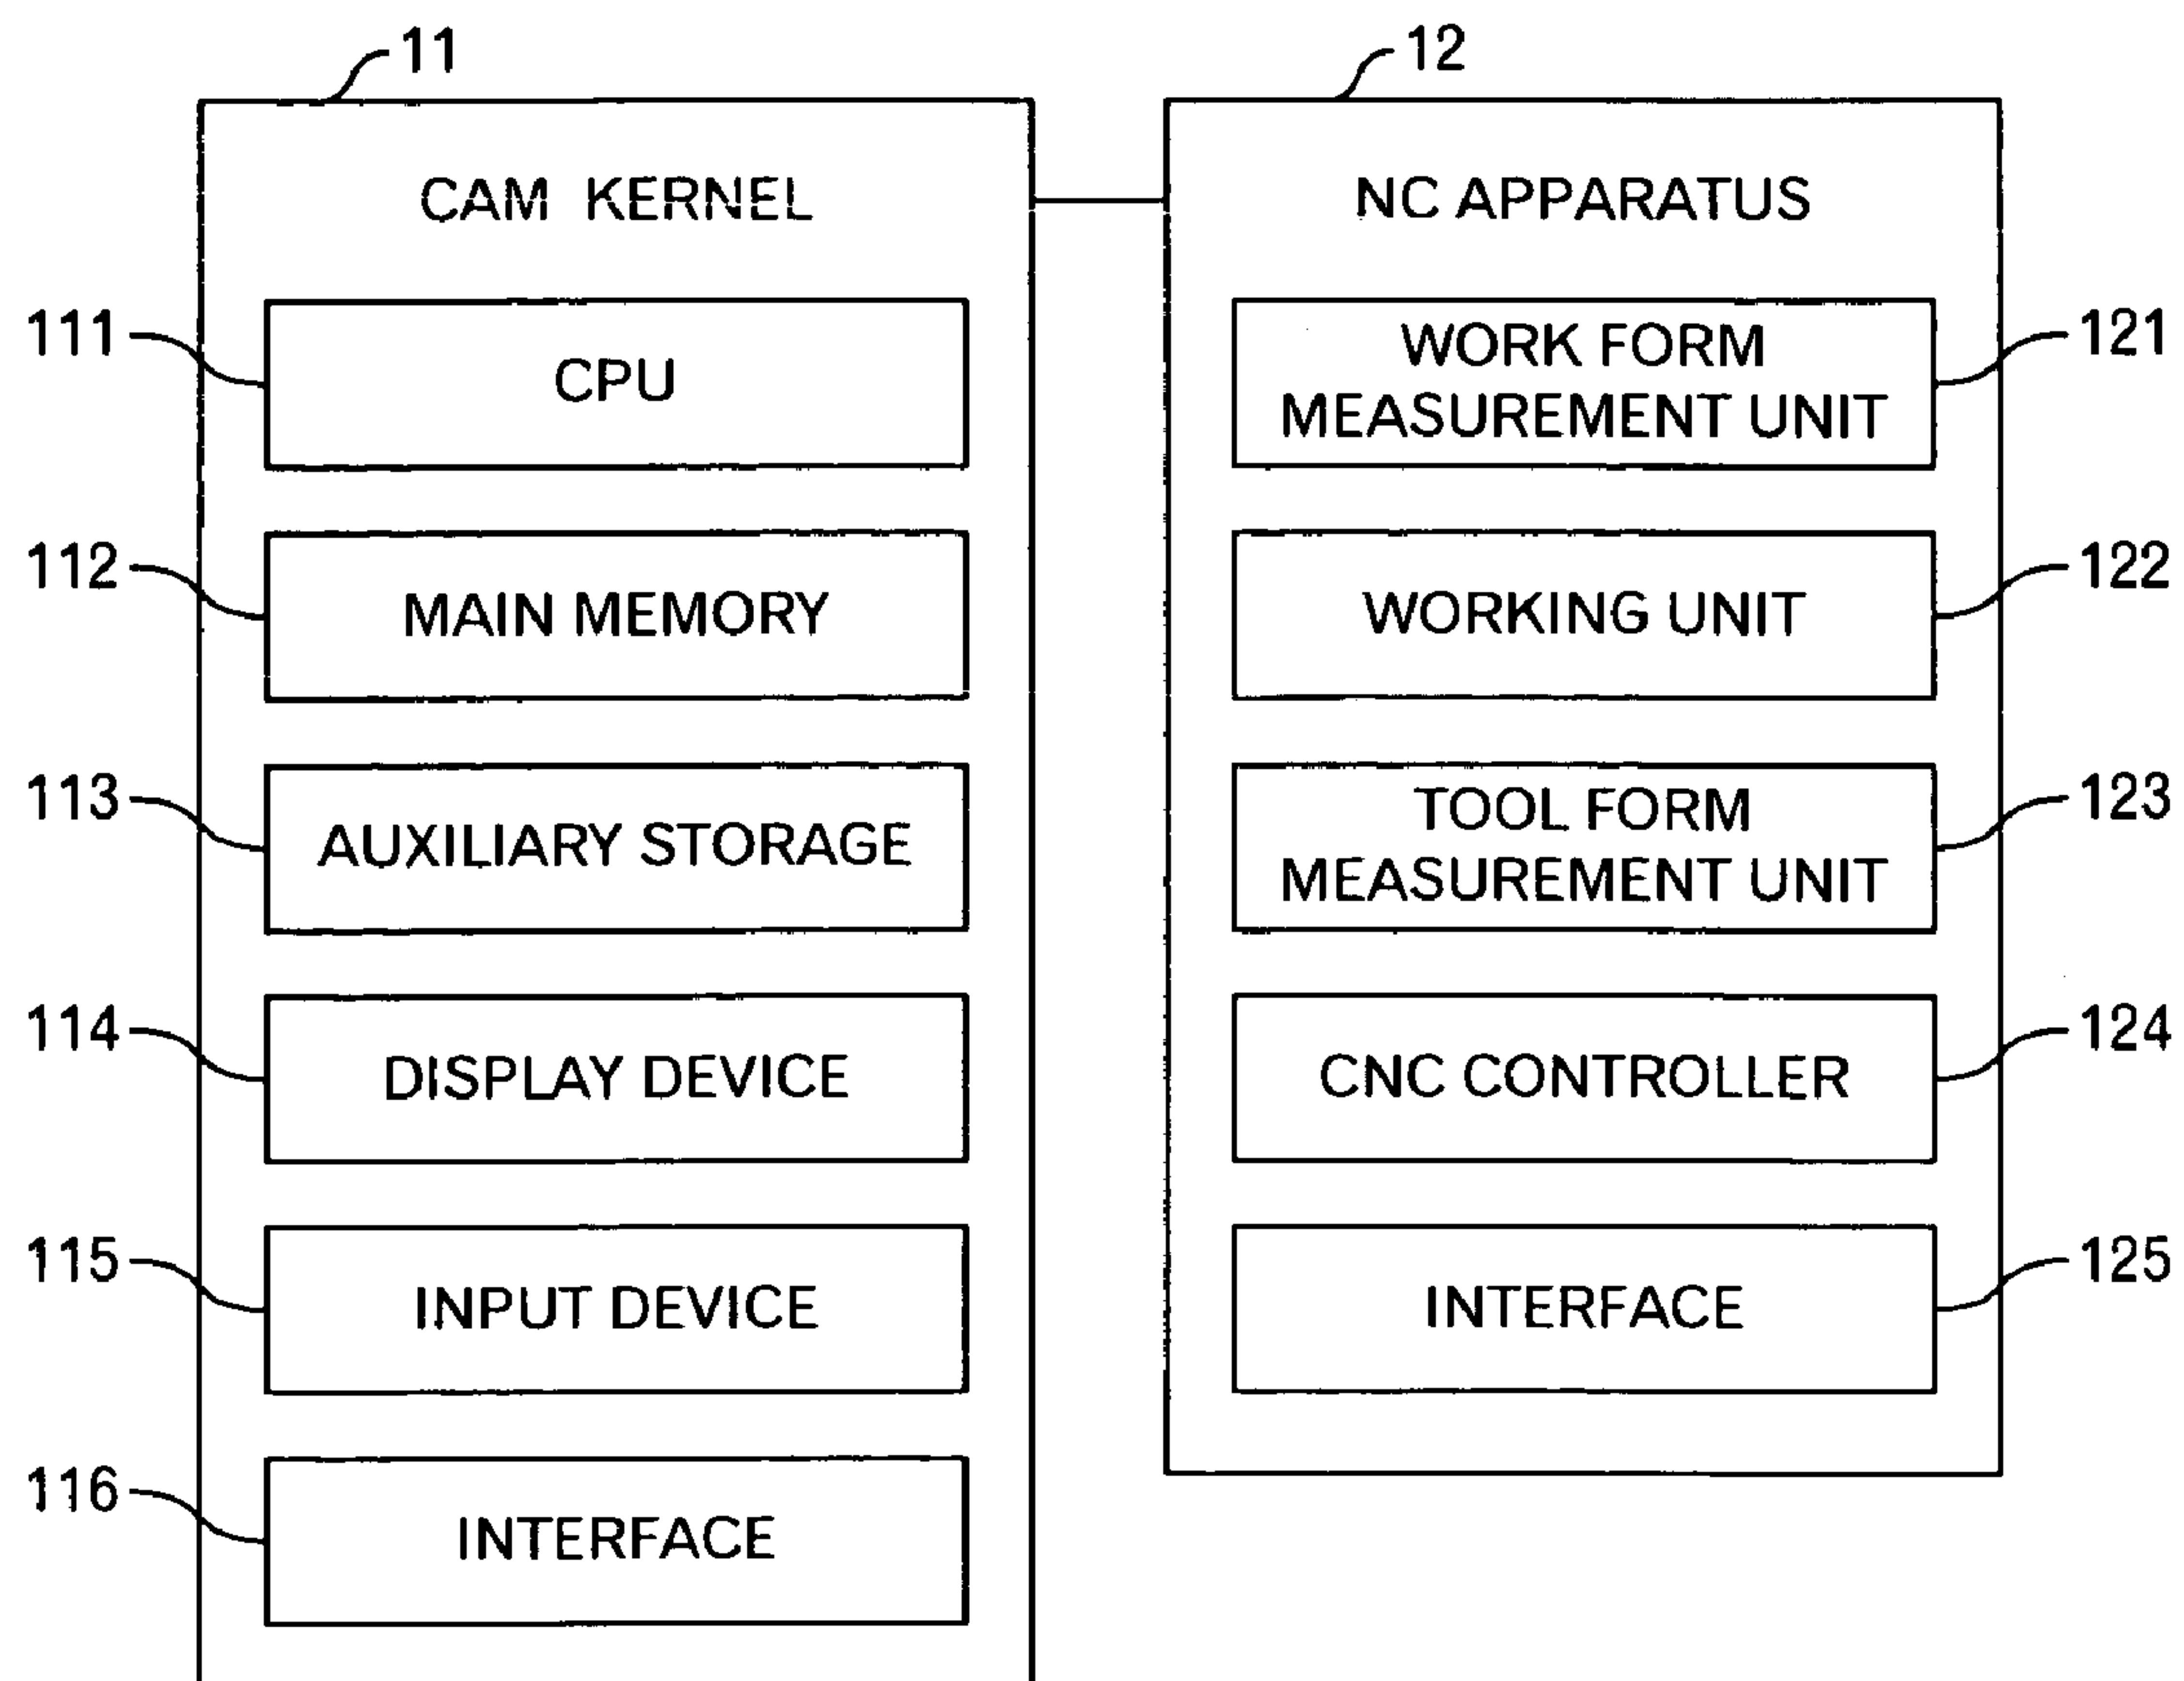 11
12
CAM KERNEL
NC APPARATUS
111
CPU
112
MAIN MEMORY
113
AUXILIARY STORAGE
114
DISPLAY DEVICE
115
INPUT DEVICE
116
INTERFACE
WORK FORM
MEASUREMENT UNIT
121
WORKING UNIT
122
TOOL FORM
MEASUREMENT UNIT
123
CNC CONTROLLER
124
INTERFACE
125